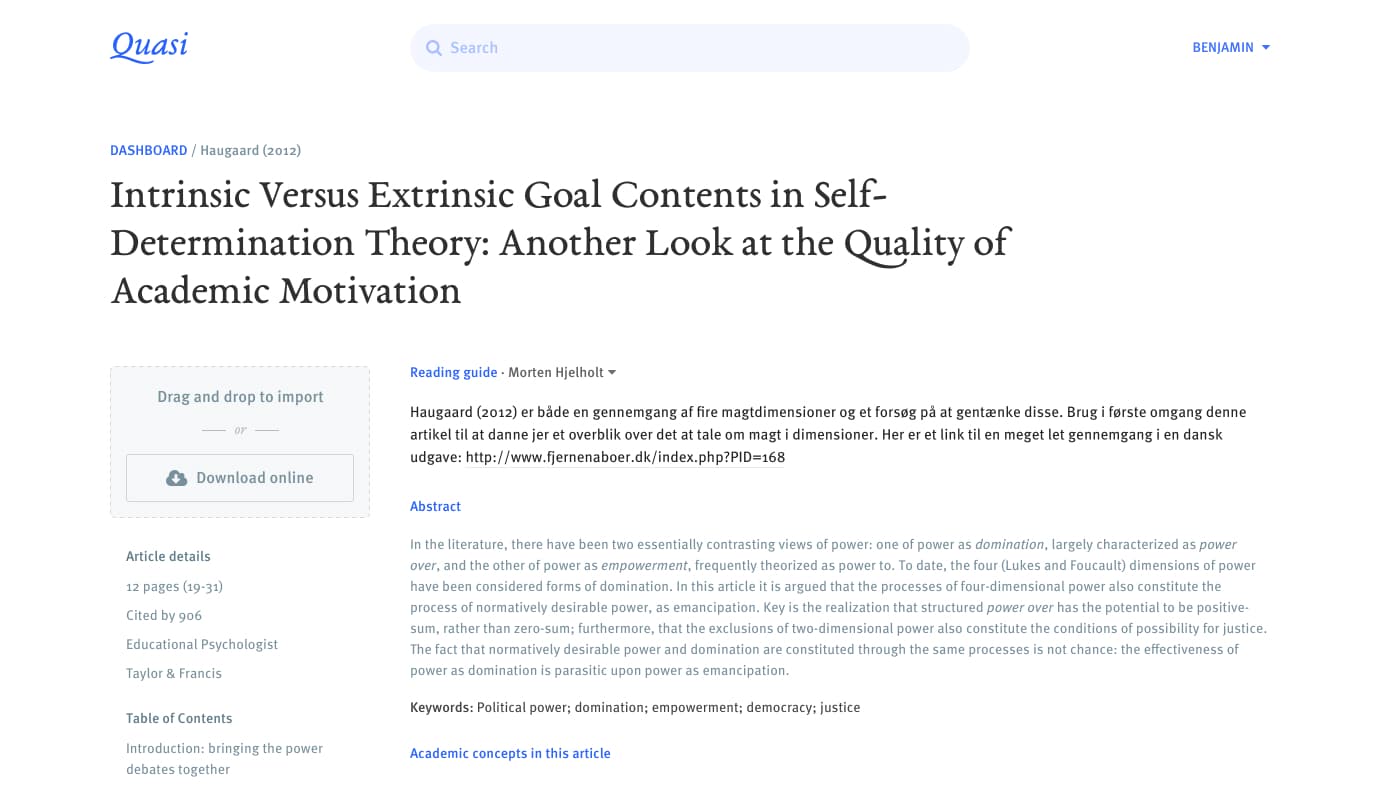 Quasi
Search
BENJAMIN
DASHBOARD / Haugaard (2012)
Intrinsic Versus Extrinsic Goal Contents in Self-
Determination Theory: Another Look at the Quality of
Academic Motivation
Drag and drop to import
or
Download online
Article details
12 pages (19-31)
Cited by 906
Educational Psychologist
Taylor & Francis
Table of Contents
Introduction: bringing the power
debates together
Reading guide · Morten Hjelholt
Haugaard (2012) er både en gennemgang af fire magtdimensioner og et forsøg på at gentænke disse. Brug i første omgang denne
artikel til at danne jer et overblik over det at tale om magt i dimensioner. Her er et link til en meget let gennemgang i en dansk
udgave: http://www.fjernenaboer.dk/index.php?PID=168
Abstract
In the literature, there have been two essentially contrasting views of power: one of power as domination, largely characterized as power
over, and the other of power as empowerment, frequently theorized as power to. To date, the four (Lukes and Foucault) dimensions of power
have been considered forms of domination. In this article it is argued that the processes of four-dimensional power also constitute the
process of normatively desirable power, as emancipation. Key is the realization that structured power over has the potential to be positive-
sum, rather than zero-sum; furthermore, that the exclusions of two-dimensional power also constitute the conditions of possibility for justice.
The fact that normatively desirable power and domination are constituted through the same processes is not chance: the effectiveness of
power as domination is parasitic upon power as emancipation.
Keywords: Political power; domination; empowerment; democracy; justice
Academic concepts in this article